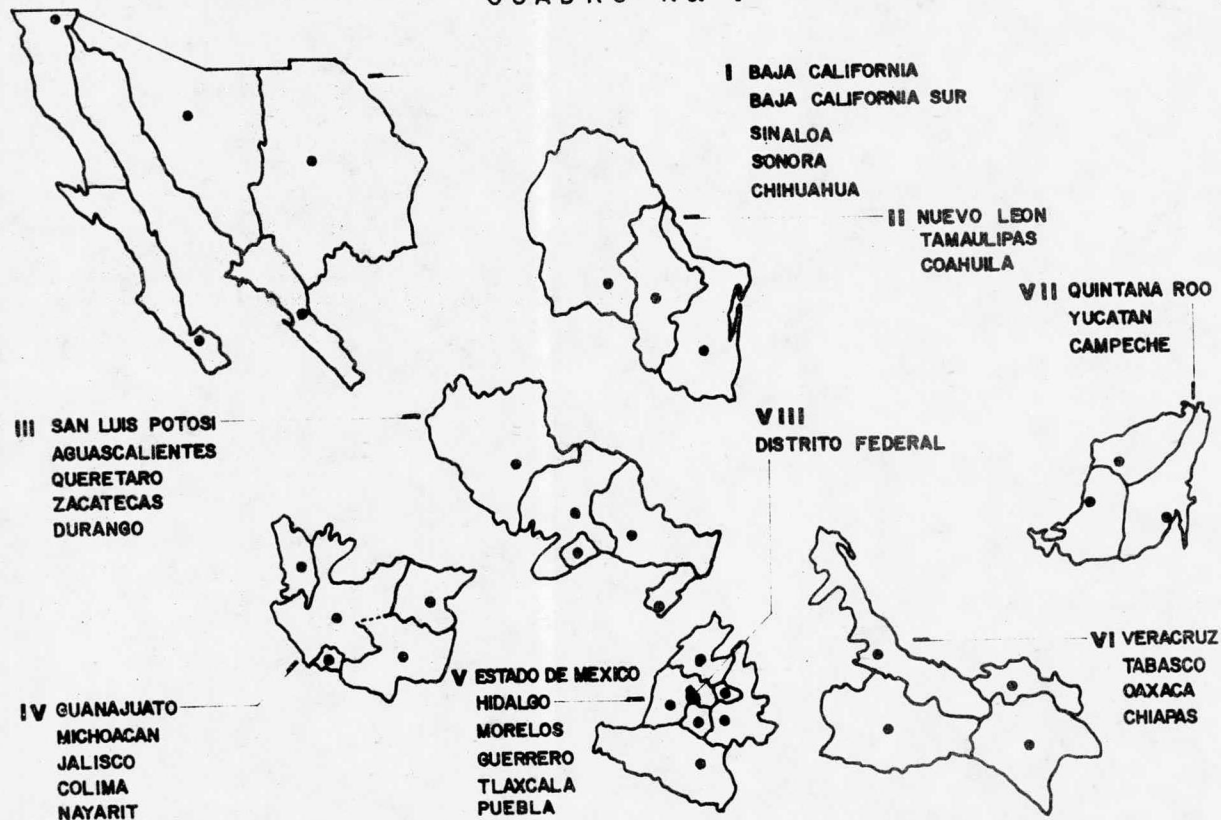 CUADRO
I BAJA CALIFORNIA
BAJA CALIFORNIA SUR
SINALOA
SONORA
CHIHUAHUA
II NUEVO LEON
TAMAULIPAS
COAHUILA
VII QUINTANA ROO
YUCATAN
CAMPECHE
III SAN LUIS POTOSI
AGUASCALIENTES
QUERETARO
ZACATECAS
DURANGO
VIII
DISTRITO FEDERAL
IV GUANAJUATO
MICHOACAN
JALISCO
COLIMA
NAYARIT
V ESTADO DE MEXICO
HIDALGO
MORELOS
GUERRERO
TLAXCALA
PUEBLA
VI VERACRUZ
TABASCO
OAXACA
CHIAPAS